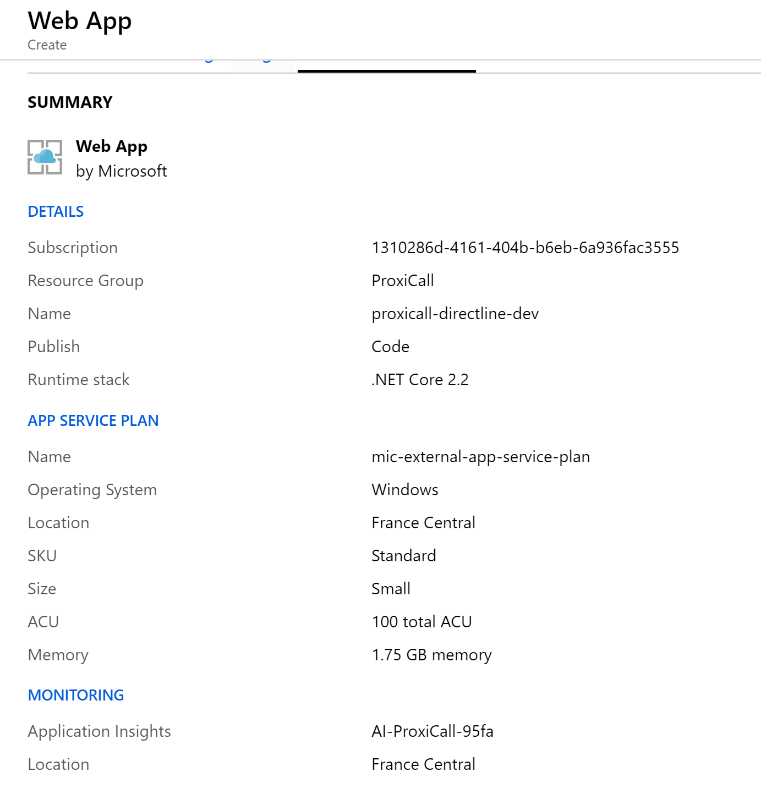 Web App
Create
SUMMARY
Web App
by Microsoft
DETAILS
Subscription 1310286d-4161-404b-b6eb-6a936fac3555
Resource Group ProxiCall
Name proxicall-directline-dev
Publish Code
Runtime stack .NET Core 2.2
APP SERVICE PLAN
Name mic-external-app-service-plan
Operating System Windows
Location France Central
SKU Standard
Size Small
ACU 100 total ACU
Memory 1.75 GB memory
MONITORING
Application Insights AI-ProxiCall-95fa
Location France Central